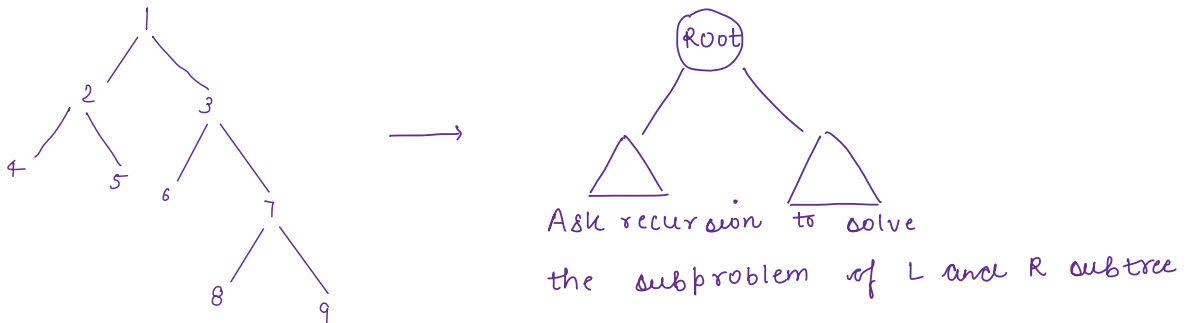 1
2 3
4 5 6
7
8 9
Root
Ask recursion to solve
the subproblem of L and R subtree